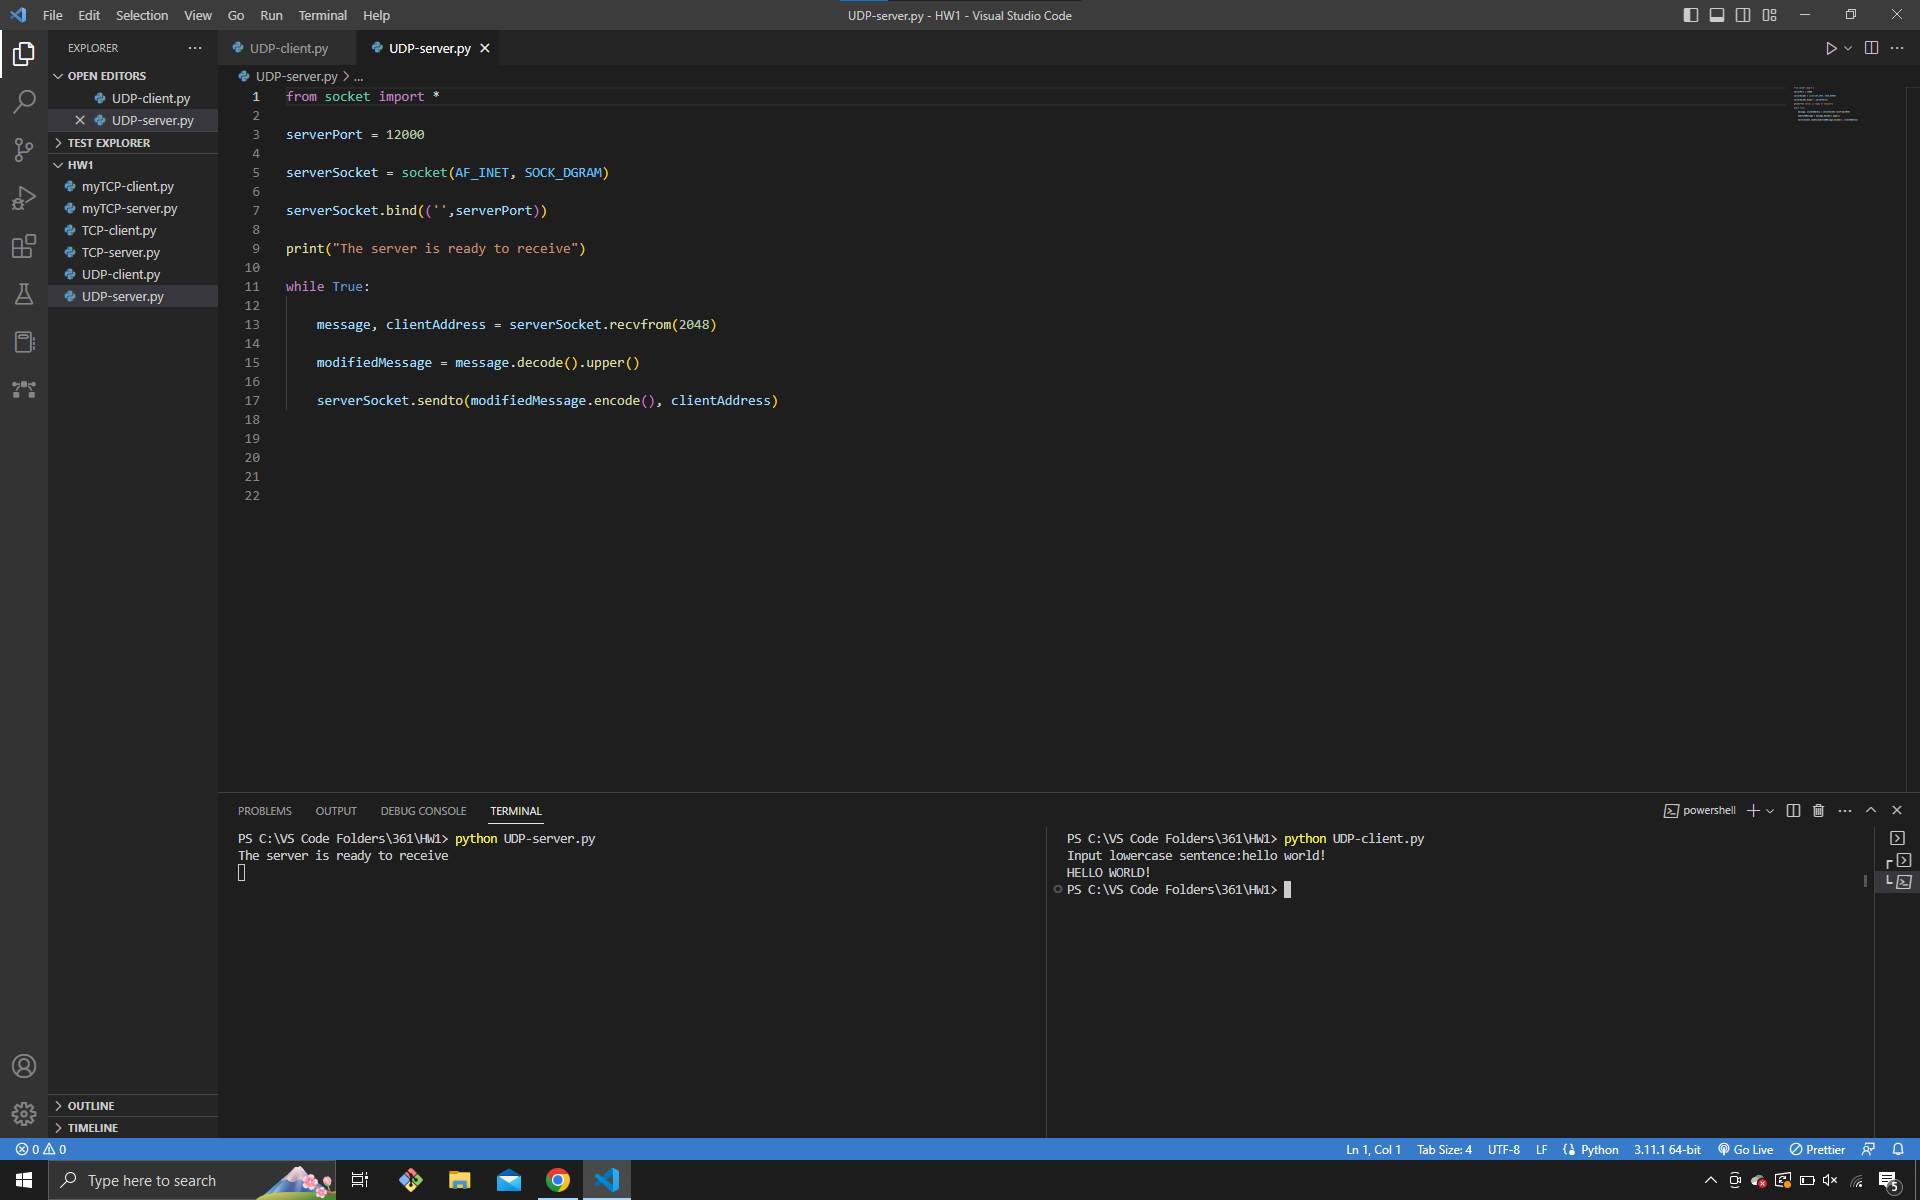 File Edit Selection View Go Run Terminal Help
UDP-server.py - HW1 - Visual Studio Code
EXPLORER
OPEN EDITORS
UDP-client.py
UDP-server.py
TEST EXPLORER
HW1
myTCP-client.py
myTCP-server.py
TCP-client.py
TCP-server.py
UDP-client.py
UDP-server.py
OUTLINE
TIMELINE
UDP-client.py UDP-server.py
UDP-server.py > ...
1 from socket import *
2
3 serverPort = 12000
4
5 serverSocket = socket(AF_INET, SOCK_DGRAM)
6
7 serverSocket.bind(('',serverPort))
8
9 print("The server is ready to receive")
10
11 while True:
12
13 message, clientAddress = serverSocket.recvfrom(2048)
14
15 modifiedMessage = message.decode().upper()
16
17 serverSocket.sendto(modifiedMessage.encode(), clientAddress)
18
19
20
21
22
PROBLEMS OUTPUT DEBUG CONSOLE TERMINAL
powershell
PS C:\VS Code Folders\361\HW1> python UDP-server.py
The server is ready to receive
PS C:\VS Code Folders\361\HW1> python UDP-client.py
Input lowercase sentence:hello world!
HELLO WORLD!
PS C:\VS Code Folders\361\HW1>
0 0
Ln 1, Col 1 Tab Size: 4 UTF-8 LF Python 3.11.1 64-bit Go Live Prettier
Type here to search
5